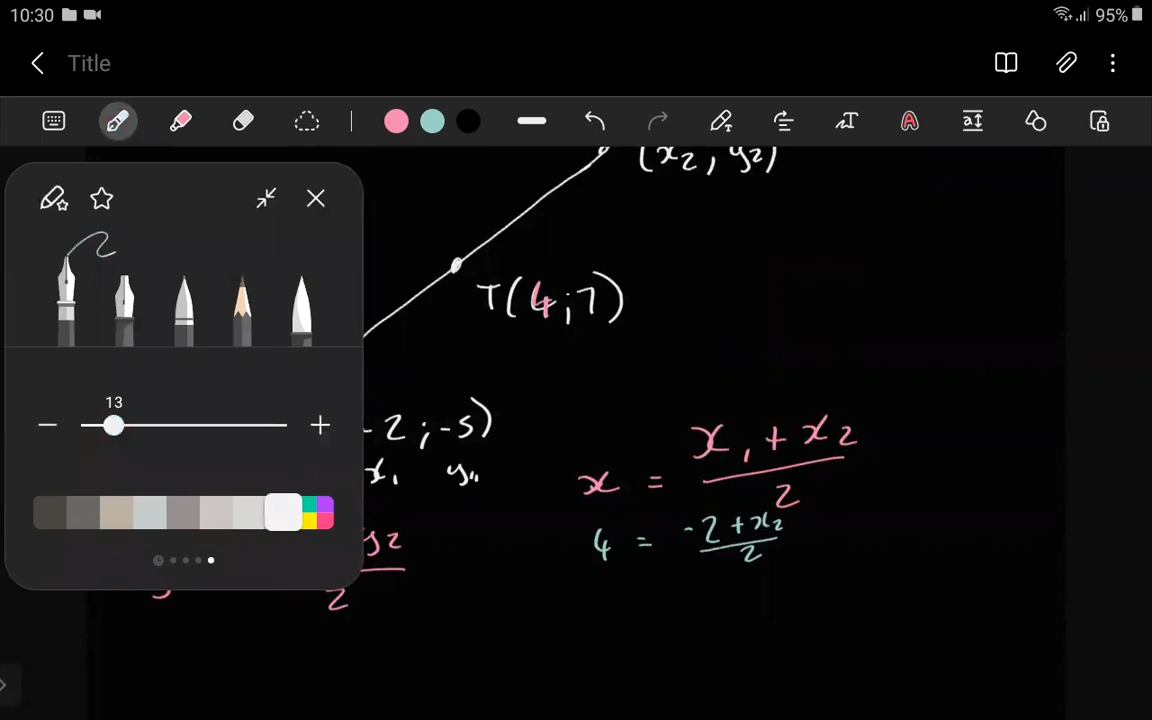 10:30 95%
Title
(x₂, y₂)
T(4;7)
13
-2;-5)
x₁ y₁
x = x₁ + x₂ / 2
y₂
4 = -2 + x₂ / 2
2